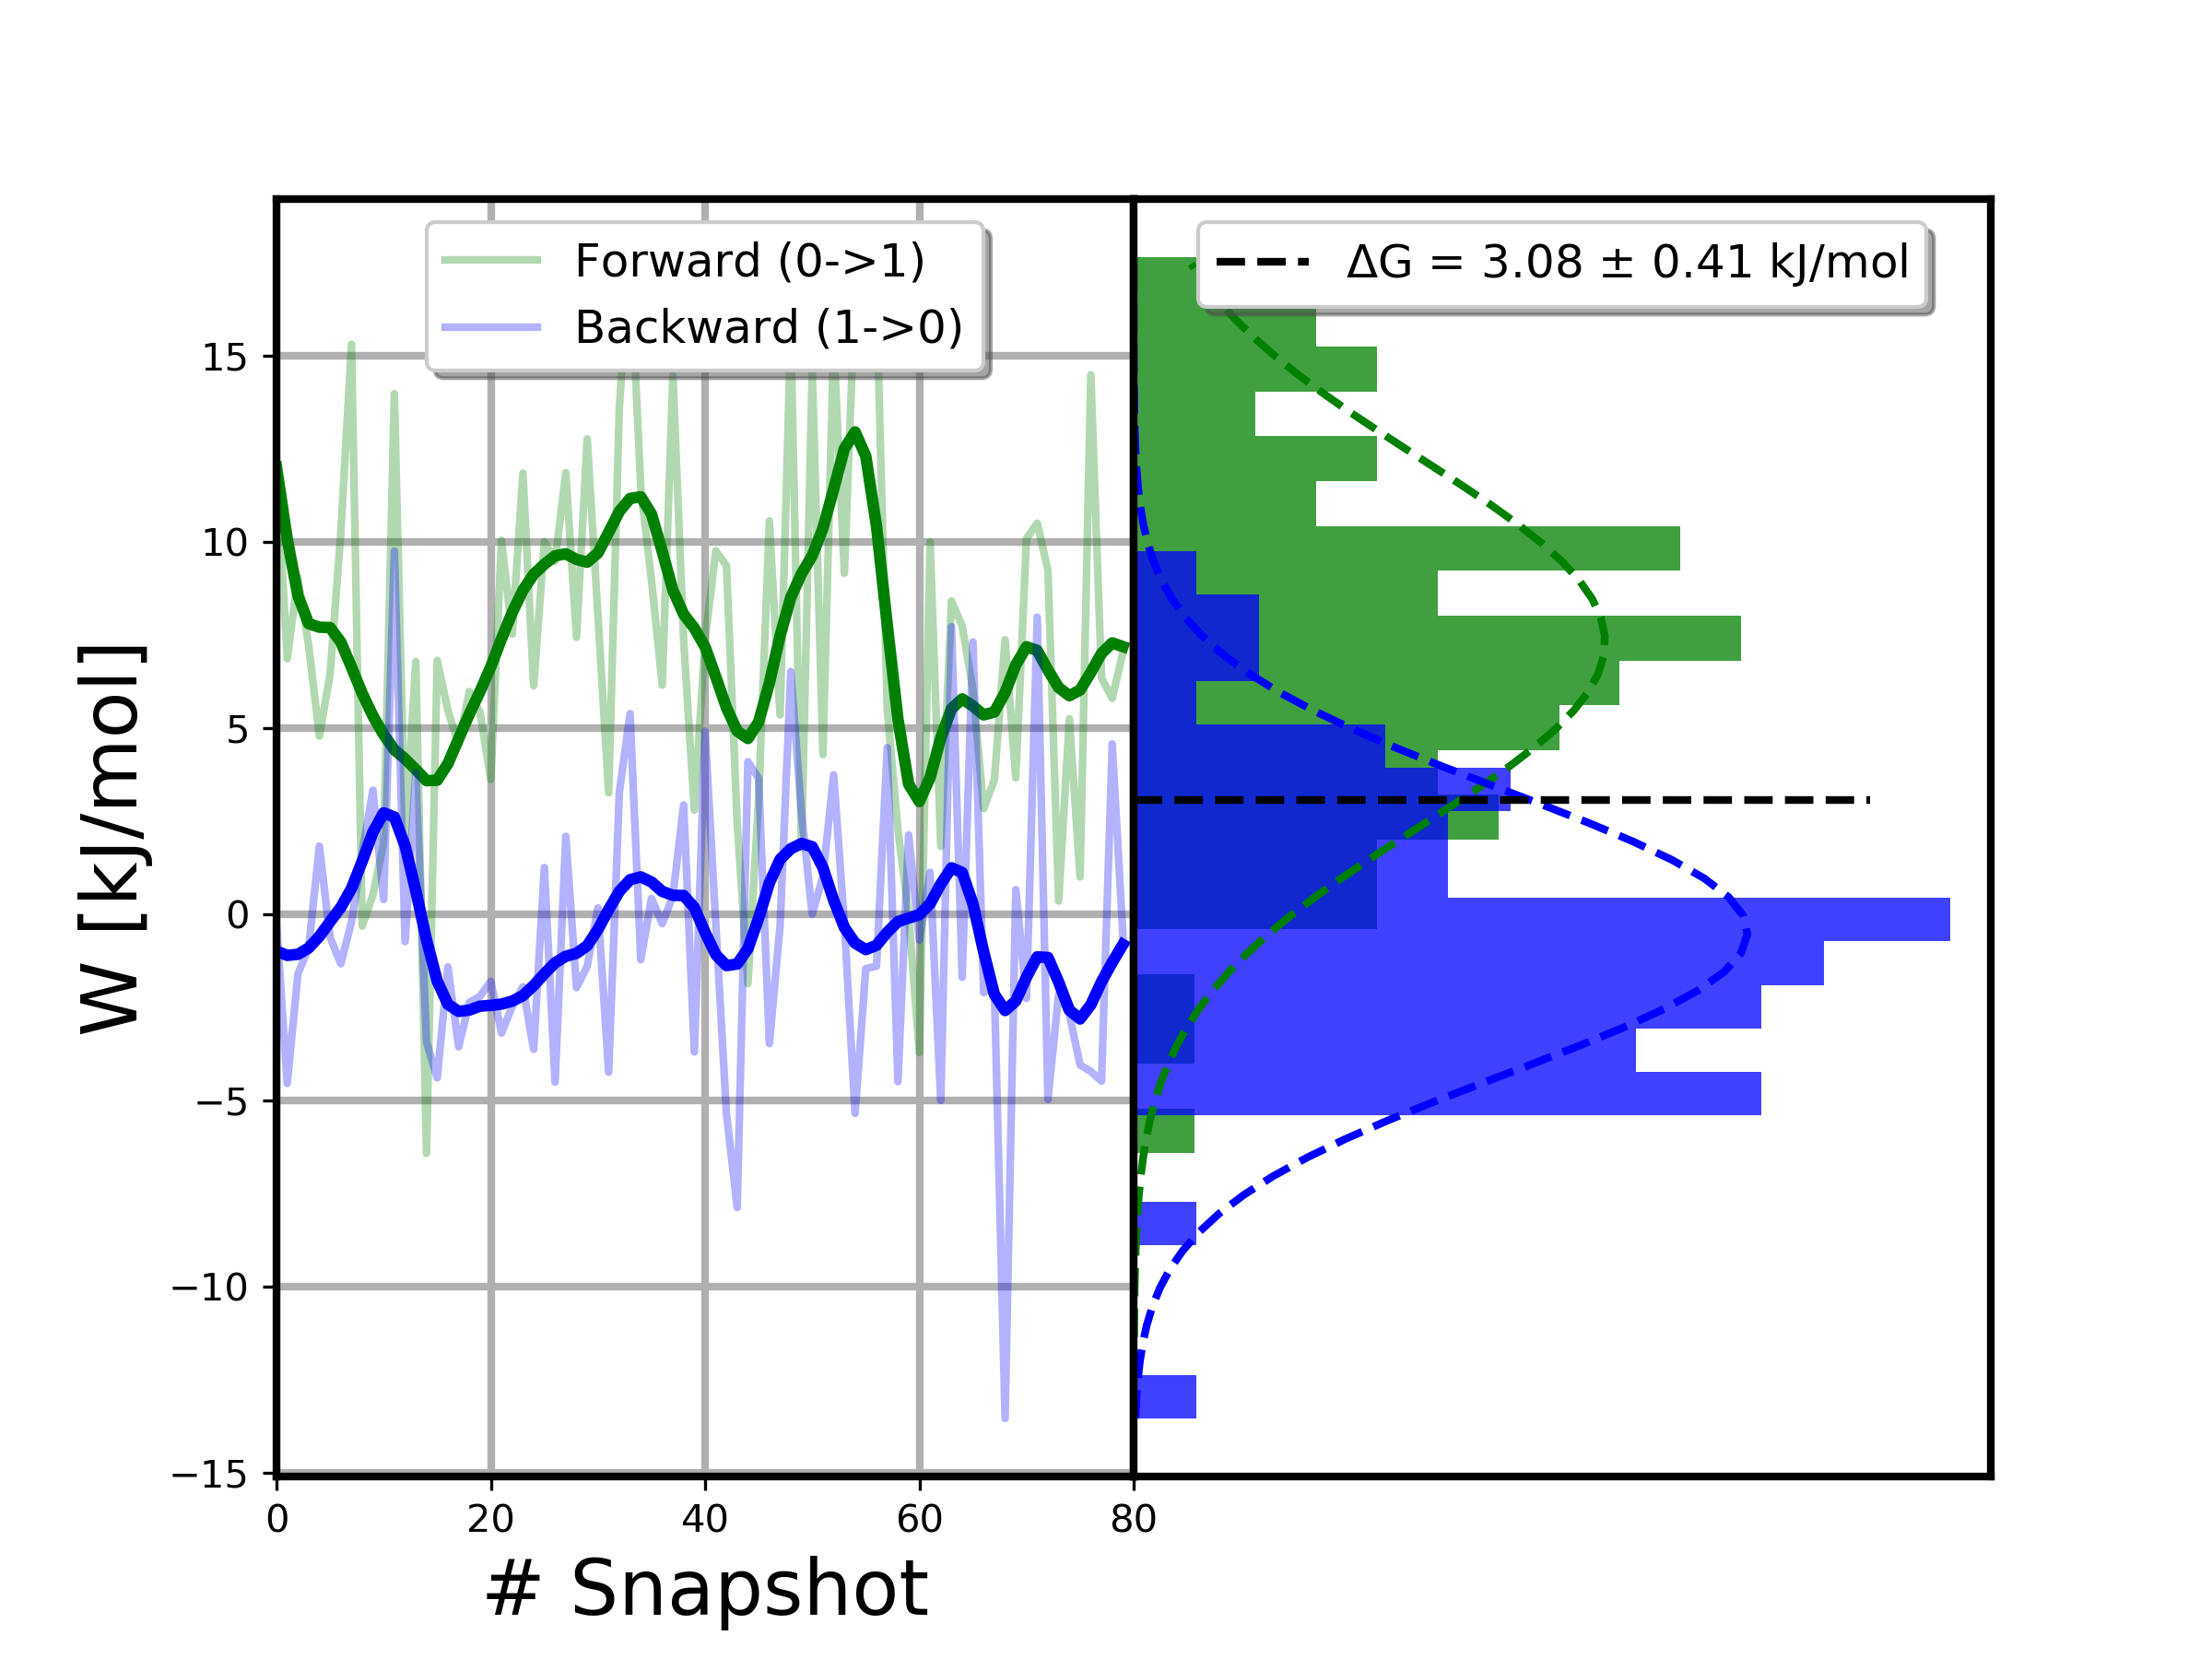 Forward (0->1)
Backward (1->0)
ΔG = 3.08 ± 0.41 kJ/mol
15
10
5
0
−5
−10
−15
W [kJ/mol]
0 20 40 60 80
# Snapshot